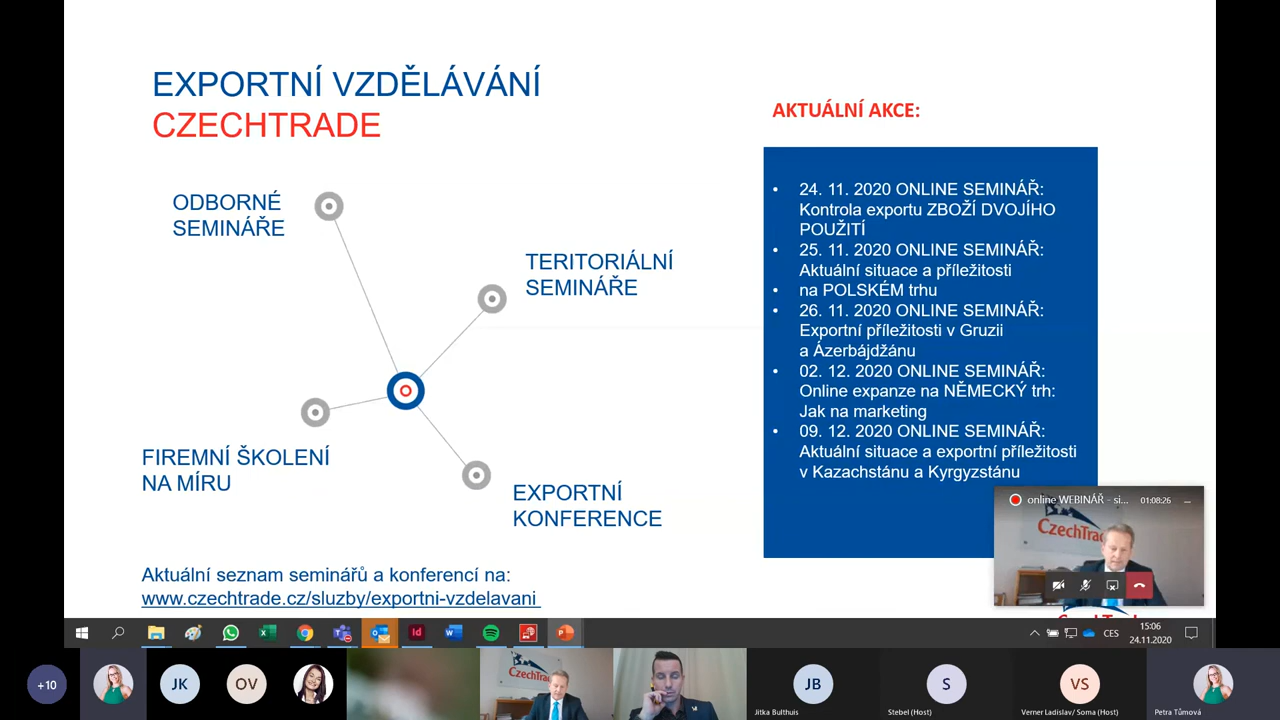 EXPORTNÍ VZDĚLÁVÁNÍ
CZECHTRADE
AKTUÁLNÍ AKCE:
ODBORNÉ
SEMINÁŘE
TERITORIÁLNÍ
SEMINÁŘE
FIREMNÍ ŠKOLENÍ
NA MÍRU
EXPORTNÍ
KONFERENCE
• 24. 11. 2020 ONLINE SEMINÁŘ:
Kontrola exportu ZBOŽÍ DVOJÍHO
POUŽITÍ
• 25. 11. 2020 ONLINE SEMINÁŘ:
Aktuální situace a příležitosti
• na POLSKÉM trhu
• 26. 11. 2020 ONLINE SEMINÁŘ:
Exportní příležitosti v Gruzii
a Ázerbájdžánu
• 02. 12. 2020 ONLINE SEMINÁŘ:
Online expanze na NĚMECKÝ trh:
Jak na marketing
• 09. 12. 2020 ONLINE SEMINÁŘ:
Aktuální situace a exportní příležitosti
v Kazachstánu a Kyrgyzstánu
Aktuální seznam seminářů a konferencí na:
www.czechtrade.cz/sluzby/exportni-vzdelavani
online WEBINÁŘ - si... 01:08:26 ...
CzechTrad
CES
15:06
24.11.2020
+10
JK
OV
CzechTrade
JB
S
VS
Jitka Bulthuis
Stebel (Host)
Verner Ladislav/ Soma (Host)
Petra Tůmová